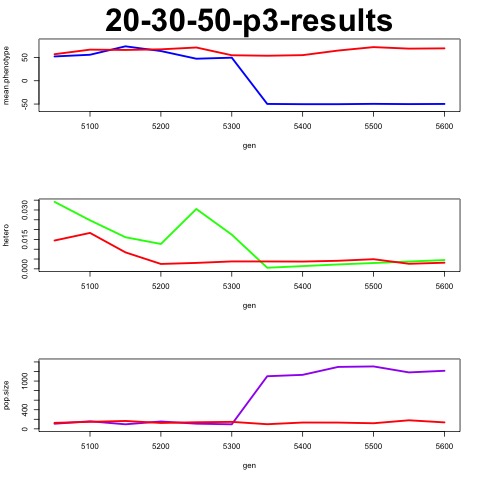 20-30-50-p3-results
mean.phenotype
50
0
-50
5100 5200 5300 5400 5500 5600
gen
hetero
0.030
0.015
0.000
5100 5200 5300 5400 5500 5600
gen
pop.size
1000
400
0
5100 5200 5300 5400 5500 5600
gen